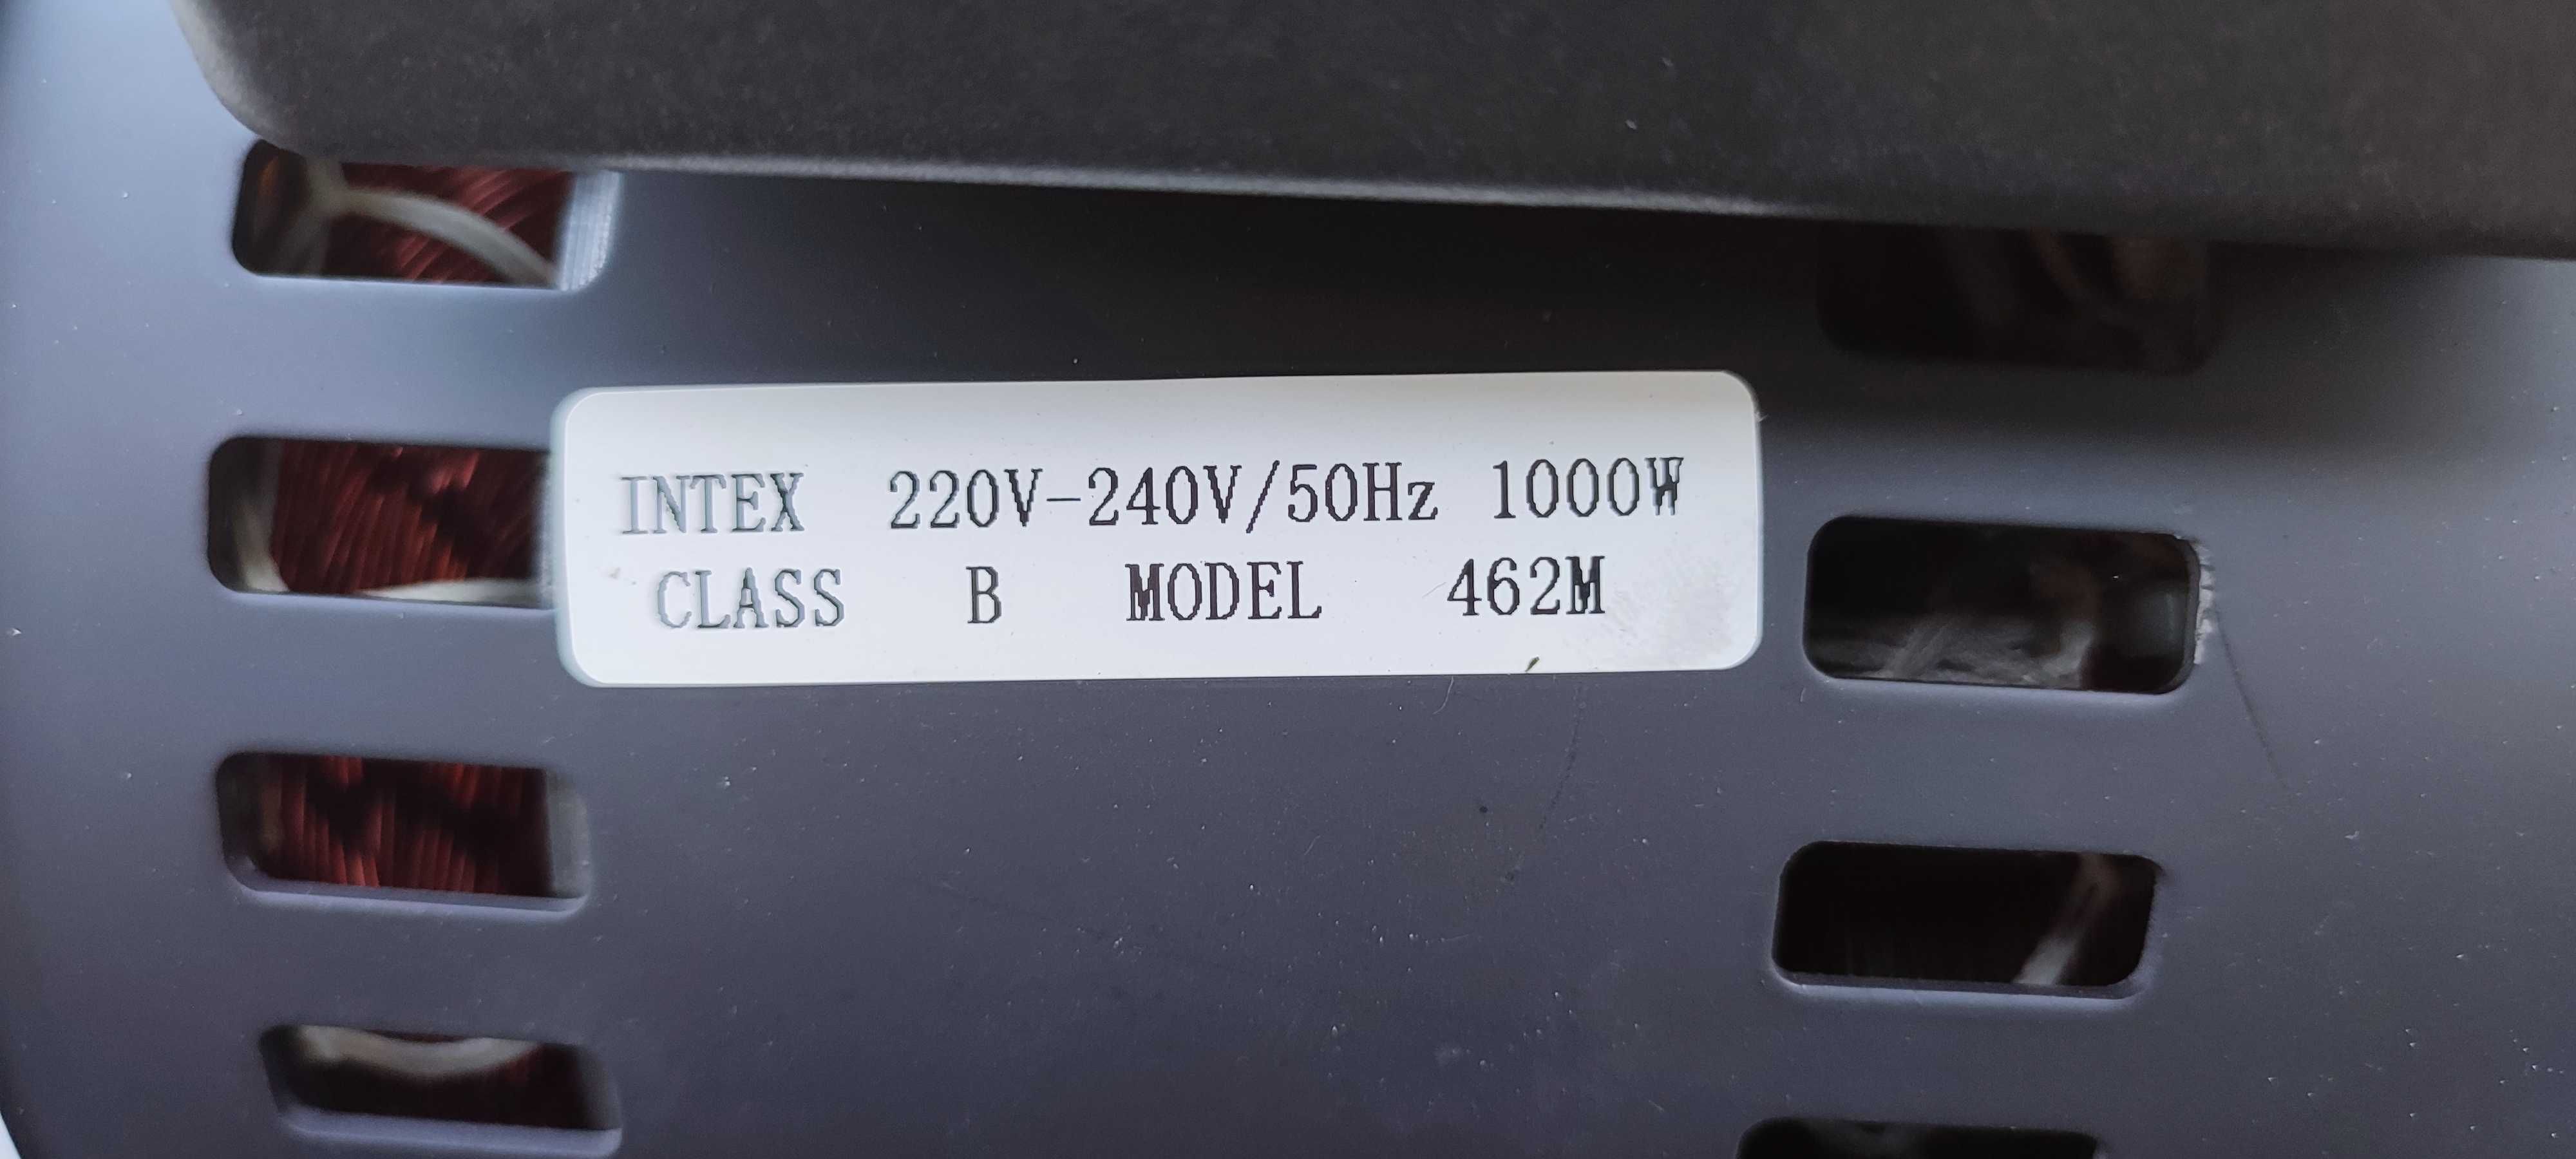 INTEX 220V-240V/50Hz 1000W
CLASS B MODEL 462M